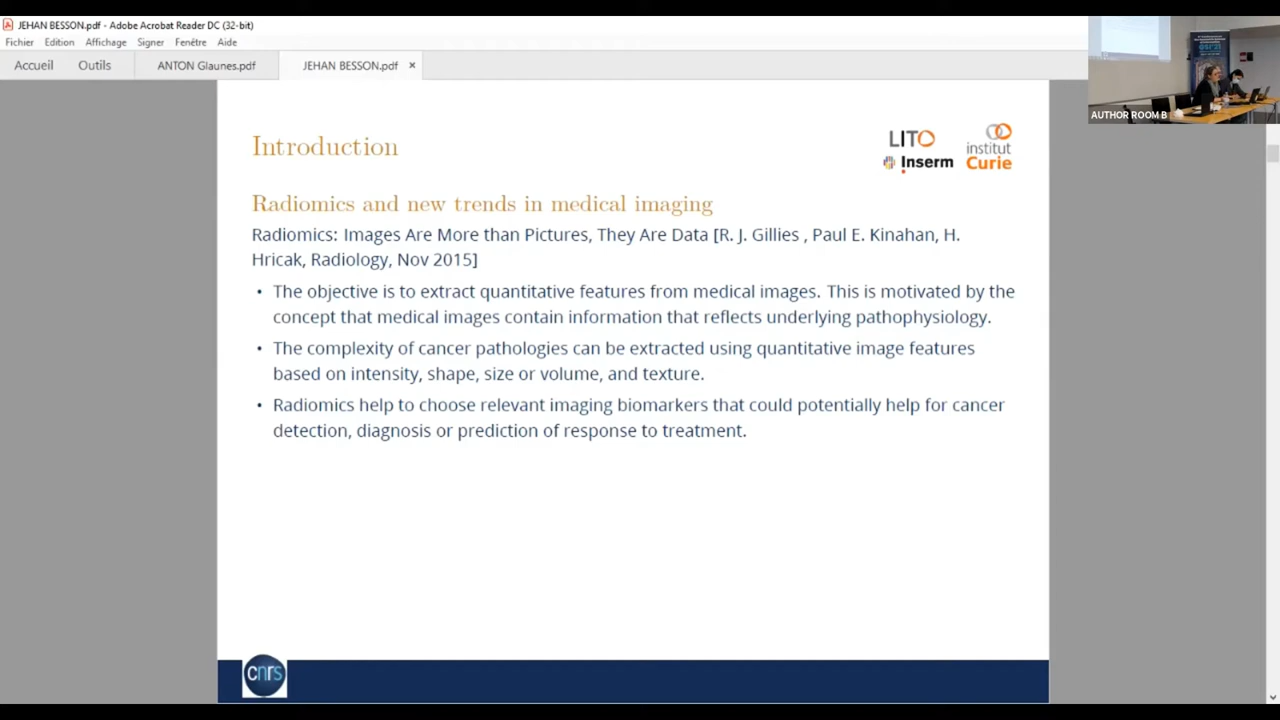 JEHAN BESSON.pdf - Adobe Acrobat Reader DC (32-bit)
Fichier Edition Affichage Signer Fenêtre Aide
Accueil Outils ANTON Glaunes.pdf JEHAN BESSON.pdf ×
GSI'21
AUTHOR ROOM B
Introduction
LITO
Inserm
institut
Curie
Radiomics and new trends in medical imaging
Radiomics: Images Are More than Pictures, They Are Data [R. J. Gillies , Paul E. Kinahan, H.
Hricak, Radiology, Nov 2015]
• The objective is to extract quantitative features from medical images. This is motivated by the
concept that medical images contain information that reflects underlying pathophysiology.
• The complexity of cancer pathologies can be extracted using quantitative image features
based on intensity, shape, size or volume, and texture.
• Radiomics help to choose relevant imaging biomarkers that could potentially help for cancer
detection, diagnosis or prediction of response to treatment.
cnrs